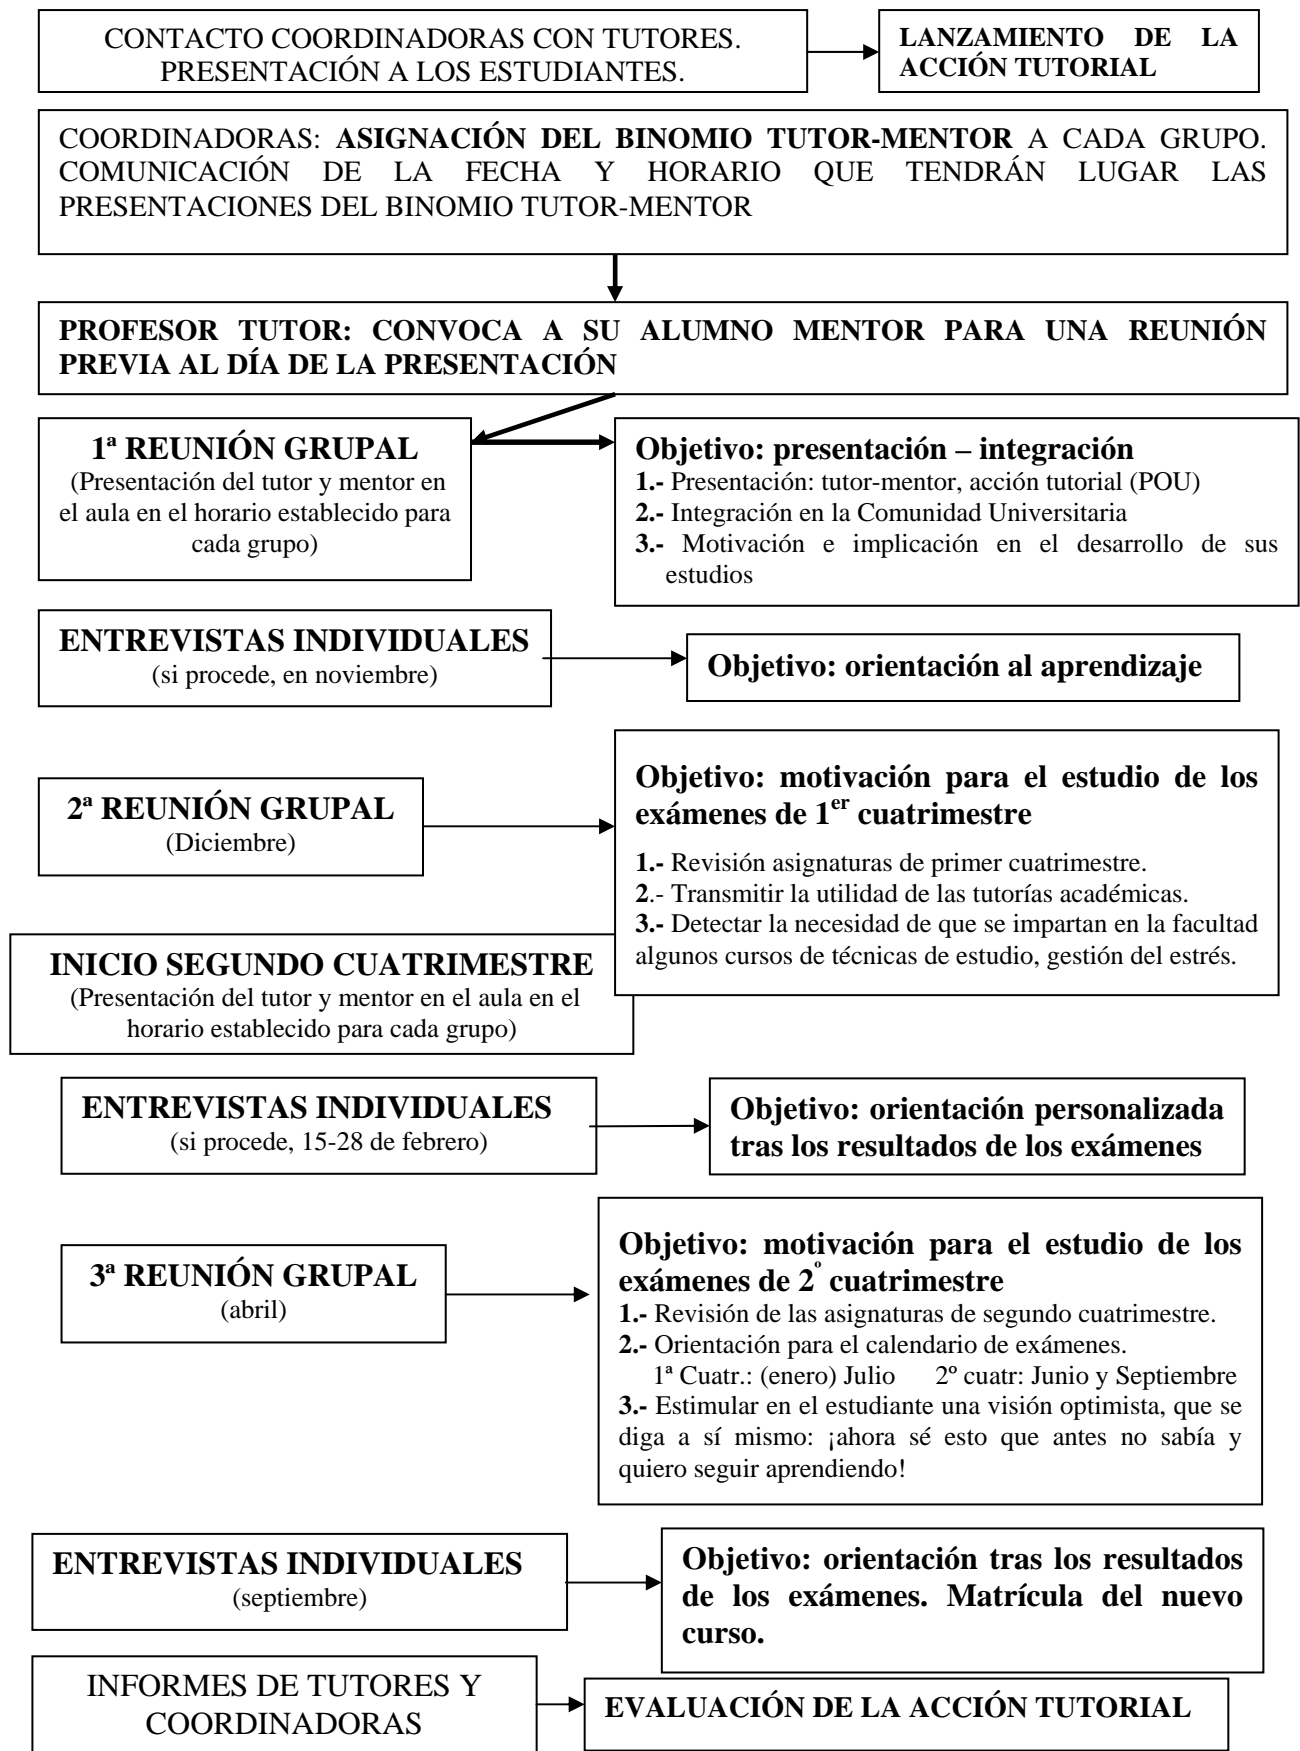 CONTACTO COORDINADORAS CON TUTORES.
PRESENTACIÓN A LOS ESTUDIANTES.
LANZAMIENTO DE LA
ACCIÓN TUTORIAL
COORDINADORAS: ASIGNACIÓN DEL BINOMIO TUTOR-MENTOR A CADA GRUPO.
COMUNICACIÓN DE LA FECHA Y HORARIO QUE TENDRÁN LUGAR LAS
PRESENTACIONES DEL BINOMIO TUTOR-MENTOR
PROFESOR TUTOR: CONVOCA A SU ALUMNO MENTOR PARA UNA REUNIÓN
PREVIA AL DÍA DE LA PRESENTACIÓN
1ª REUNIÓN GRUPAL
(Presentación del tutor y mentor en
el aula en el horario establecido para
cada grupo)
Objetivo: presentación – integración
1.- Presentación: tutor-mentor, acción tutorial (POU)
2.- Integración en la Comunidad Universitaria
3.- Motivación e implicación en el desarrollo de sus
estudios
ENTREVISTAS INDIVIDUALES
(si procede, en noviembre)
Objetivo: orientación al aprendizaje
2ª REUNIÓN GRUPAL
(Diciembre)
Objetivo: motivación para el estudio de los
exámenes de 1er cuatrimestre
1.- Revisión asignaturas de primer cuatrimestre.
2.- Transmitir la utilidad de las tutorías académicas.
3.- Detectar la necesidad de que se impartan en la facultad
algunos cursos de técnicas de estudio, gestión del estrés.
INICIO SEGUNDO CUATRIMESTRE
(Presentación del tutor y mentor en el aula en el
horario establecido para cada grupo)
ENTREVISTAS INDIVIDUALES
(si procede, 15-28 de febrero)
Objetivo: orientación personalizada
tras los resultados de los exámenes
3ª REUNIÓN GRUPAL
(abril)
Objetivo: motivación para el estudio de los
exámenes de 2º cuatrimestre
1.- Revisión de las asignaturas de segundo cuatrimestre.
2.- Orientación para el calendario de exámenes.
1ª Cuatr.: (enero) Julio 2º cuatr: Junio y Septiembre
3.- Estimular en el estudiante una visión optimista, que se
diga a sí mismo: ¡ahora sé esto que antes no sabía y
quiero seguir aprendiendo!
ENTREVISTAS INDIVIDUALES
(septiembre)
Objetivo: orientación tras los resultados
de los exámenes. Matrícula del nuevo
curso.
INFORMES DE TUTORES Y
COORDINADORAS
EVALUACIÓN DE LA ACCIÓN TUTORIAL